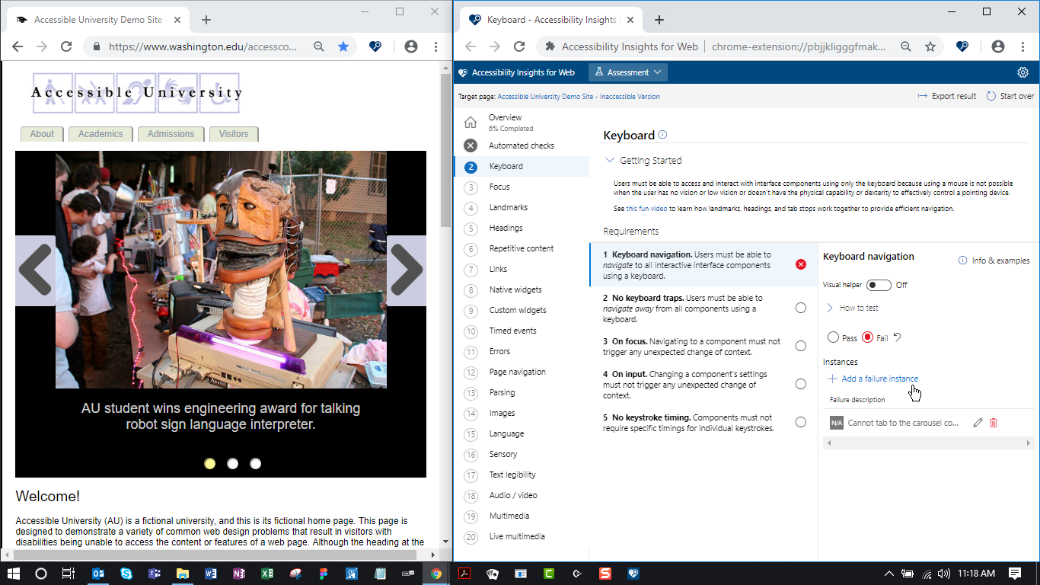 Accessible University Demo Site
https://www.washington.edu/accessco...
Accessible University
About
Academics
Admissions
Visitors
AU student wins engineering award for talking
robot sign language interpreter.
Welcome!
Accessible University (AU) is a fictional university, and this is its fictional home page. This page is
designed to demonstrate a variety of common web design problems that result in visitors with
disabilities being unable to access the content or features of a web page. Although the heading at the
Keyboard - Accessibility Insights
Accessibility Insights for Web
chrome-extension://pbjjkligggfmak...
Accessibility Insights for Web
Assessment
Target page: Accessible University Demo Site - Inaccessible Version
Export result
Start over
Overview
6% Completed
Automated checks
2 Keyboard
3 Focus
4 Landmarks
5 Headings
6 Repetitive content
7 Links
8 Native widgets
9 Custom widgets
10 Timed events
11 Errors
12 Page navigation
13 Parsing
14 Images
15 Language
16 Sensory
17 Text legibility
18 Audio / video
19 Multimedia
20 Live multimedia
Keyboard
Getting Started
Users must be able to access and interact with interface components using only the keyboard because using a mouse is not possible
when the user has no vision or low vision or doesn't have the physical capability or dexterity to effectively control a pointing device.
See this fun video to learn how landmarks, headings, and tab stops work together to provide efficient navigation.
Requirements
1 Keyboard navigation. Users must be able to
navigate to all interactive interface components
using a keyboard.
2 No keyboard traps. Users must be able to
navigate away from all components using a
keyboard.
3 On focus. Navigating to a component must not
trigger any unexpected change of context.
4 On input. Changing a component's settings
must not trigger any unexpected change of
context.
5 No keystroke timing. Components must not
require specific timings for individual keystrokes.
Keyboard navigation
Info & examples
Visual helper
Off
How to test
Pass
Fail
Instances
Add a failure instance
Failure description
N/A
Cannot tab to the carousel co...
11:18 AM